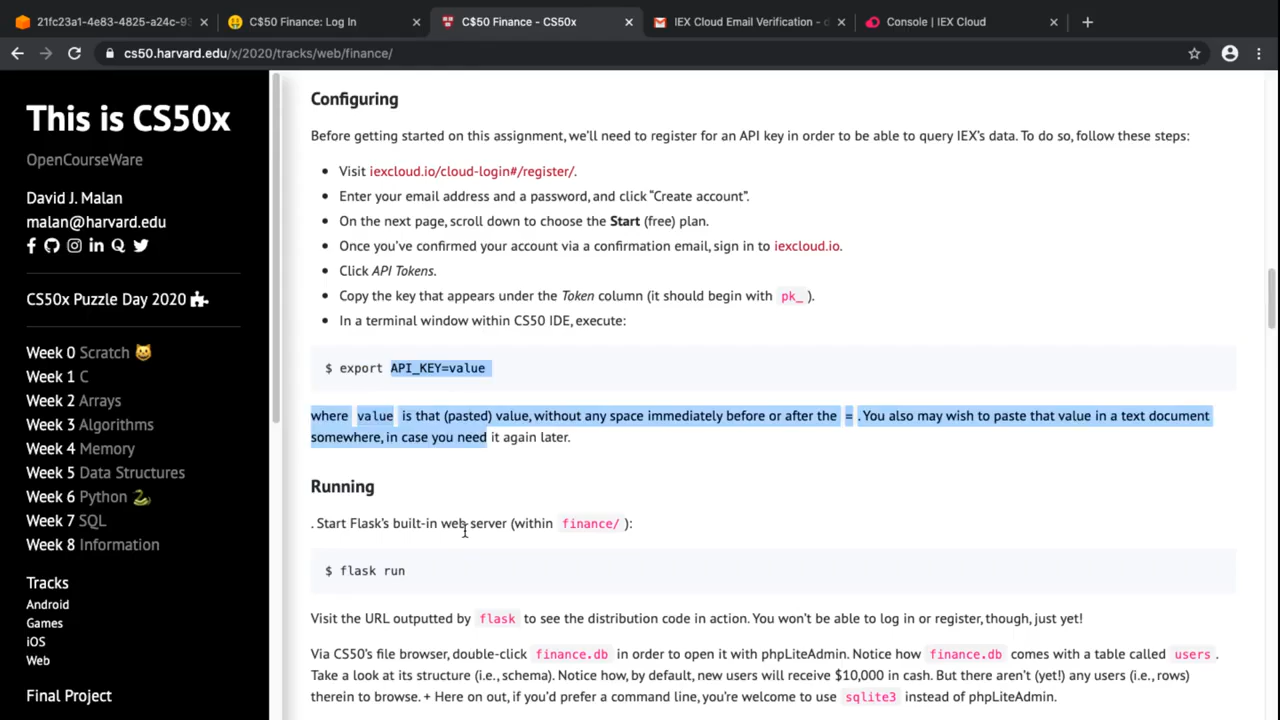 21fc23a1-4e83-4825-a24c-93
C$50 Finance: Log In
C$50 Finance - CS50x
IEX Cloud Email Verification - d
Console | IEX Cloud
cs50.harvard.edu/x/2020/tracks/web/finance/
This is CS50x
OpenCourseWare
David J. Malan
malan@harvard.edu
CS50x Puzzle Day 2020
Week 0 Scratch
Week 1 C
Week 2 Arrays
Week 3 Algorithms
Week 4 Memory
Week 5 Data Structures
Week 6 Python
Week 7 SQL
Week 8 Information
Tracks
Android
Games
iOS
Web
Final Project
Configuring
Before getting started on this assignment, we'll need to register for an API key in order to be able to query IEX's data. To do so, follow these steps:
• Visit iexcloud.io/cloud-login#/register/.
• Enter your email address and a password, and click “Create account”.
• On the next page, scroll down to choose the Start (free) plan.
• Once you've confirmed your account via a confirmation email, sign in to iexcloud.io.
• Click API Tokens.
• Copy the key that appears under the Token column (it should begin with pk_ ).
• In a terminal window within CS50 IDE, execute:
$ export API_KEY=value
where value is that (pasted) value, without any space immediately before or after the = . You also may wish to paste that value in a text document
somewhere, in case you need it again later.
Running
. Start Flask's built-in web server (within finance/ ):
$ flask run
Visit the URL outputted by flask to see the distribution code in action. You won't be able to log in or register, though, just yet!
Via CS50's file browser, double-click finance.db in order to open it with phpLiteAdmin. Notice how finance.db comes with a table called users .
Take a look at its structure (i.e., schema). Notice how, by default, new users will receive $10,000 in cash. But there aren't (yet!) any users (i.e., rows)
therein to browse. + Here on out, if you'd prefer a command line, you're welcome to use sqlite3 instead of phpLiteAdmin.